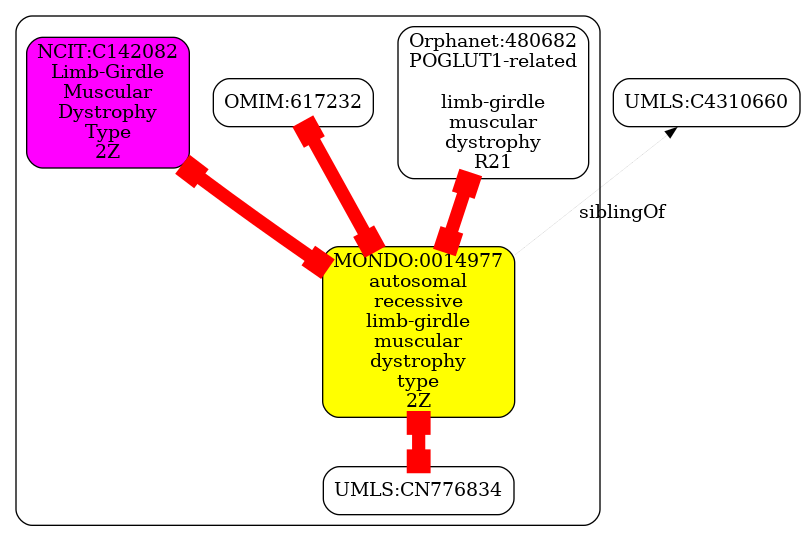 NCIT:C142082
Limb-Girdle
Muscular
Dystrophy
Type
2Z
OMIM:617232
Orphanet:480682
POGLUT1-related
limb-girdle
muscular
dystrophy
R21
UMLS:C4310660
siblingOf
MONDO:0014977
autosomal
recessive
limb-girdle
muscular
dystrophy
type
2Z
UMLS:CN776834